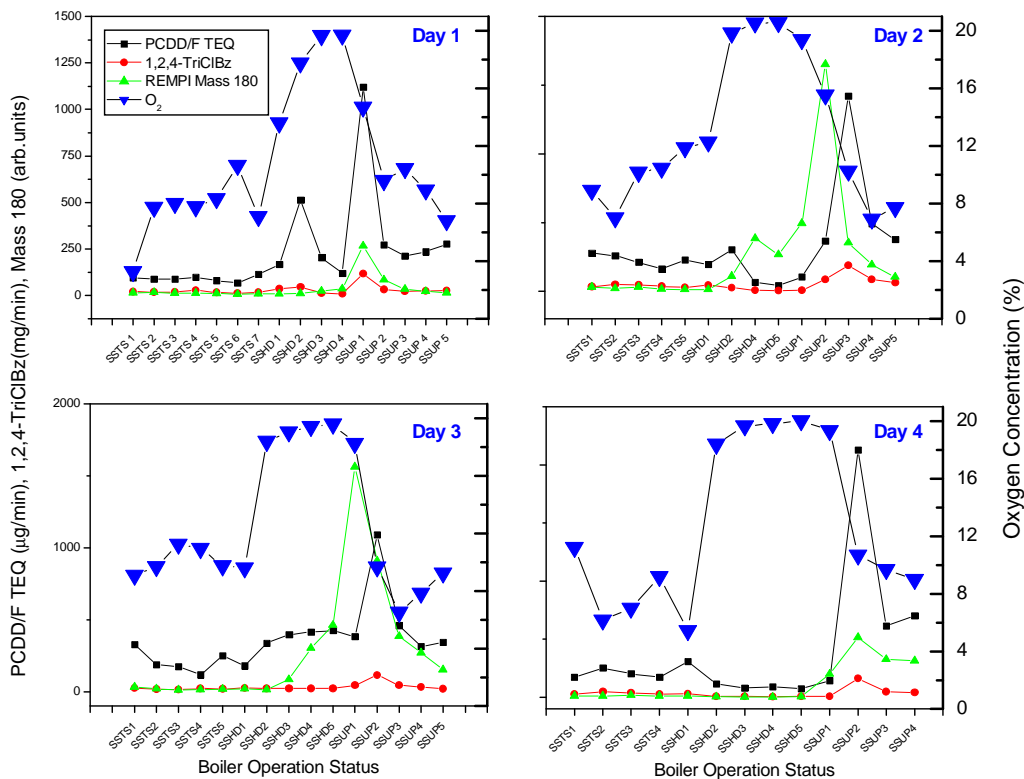 PCDD/F TEQ (μg/min), 1,2,4-TriClBz(mg/min), Mass 180 (arb.units)
1500
1250
1000
750
500
250
0
PCDD/F TEQ
1,2,4-TriClBz
REMPI Mass 180
O2
Day 1
SSTS 1
SSTS 2
SSTS 3
SSTS 4
SSTS 5
SSTS 6
SSTS 7
SSHD 1
SSHD 2
SSHD 3
SSHD 4
SSUP 1
SSUP 2
SSUP 3
SSUP 4
SSUP 5
Day 2
20
18
16
14
12
10
8
6
4
2
0
SSTS1
SSTS2
SSTS3
SSTS4
SSTS5
SSHD1
SSHD2
SSHD4
SSHD5
SSUP1
SSUP2
SSUP3
SSUP4
SSUP5
Oxygen Concentration (%)
2000
1000
0
Day 3
SSTS1
SSTS2
SSTS3
SSTS4
SSTS5
SSHD1
SSHD2
SSHD3
SSHD4
SSHD5
SSUP1
SSUP2
SSUP3
SSUP4
SSUP5
Boiler Operation Status
Day 4
20
16
12
8
4
0
SSTS1
SSTS2
SSTS3
SSTS4
SSHD1
SSHD2
SSHD3
SSHD4
SSHD5
SSUP1
SSUP2
SSUP3
SSUP4
Boiler Operation Status